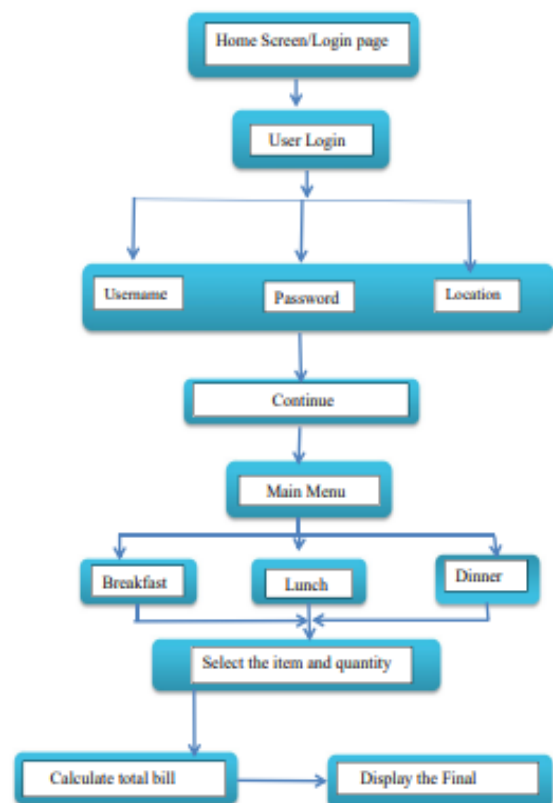 Home Screen/Login page
User Login
Username
Password
Location
Continue
Main Menu
Breakfast
Lunch
Dinner
Select the item and quantity
Calculate total bill
Display the Final